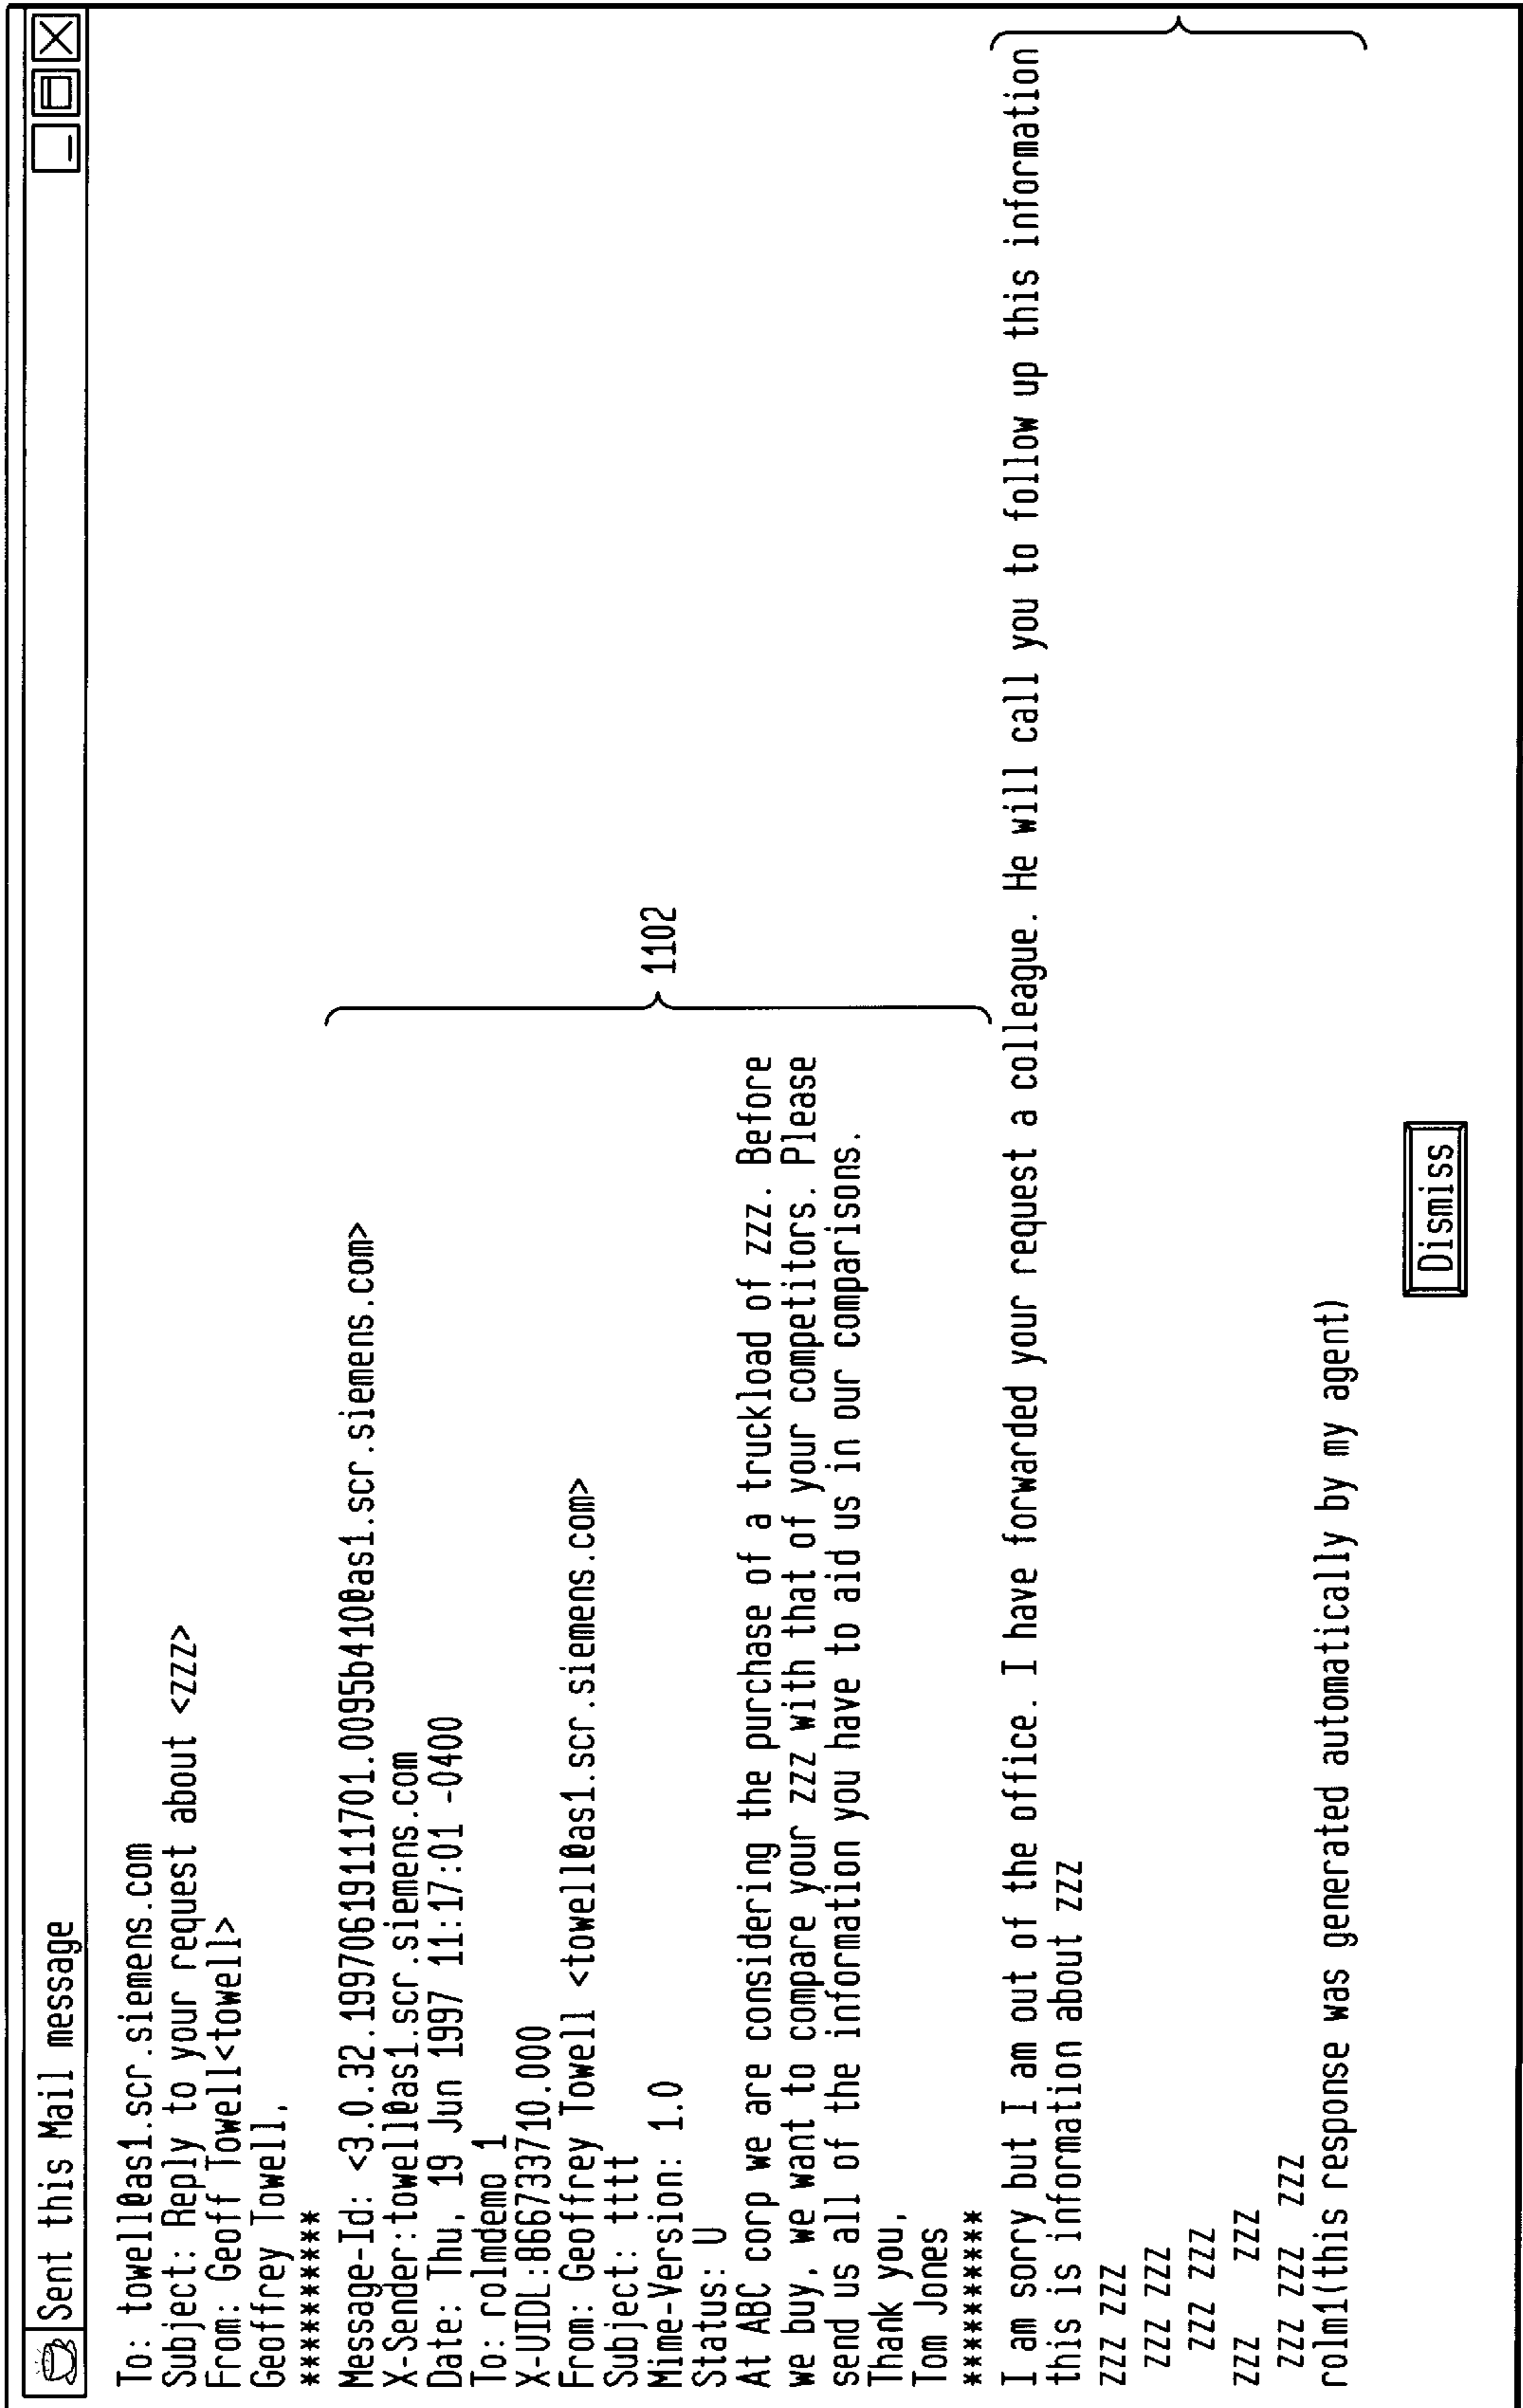 Sent this Mail message
To: towell@as1.scr.siemens.com
Subject: Reply to your request about <zzz>
From: Geoff Towell<towell>
Geoffrey Towell,
**********
Message-Id: <3.0.32.19970619111701.0095b410@as1.scr.siemens.com>
X-Sender:towell@as1.scr.siemens.com
Date: Thu, 19 Jun 1997 11:17:01 -0400
To: rolmdemo 1
X-UIDL:866733710.000
From: Geoffrey Towell <towell@as1.scr.siemens.com>
Subject: tttt
Mime-Version: 1.0
Status: U
At ABC corp we are considering the purchase of a truckload of zzz. Before
we buy, we want to compare your zzz with that of your competitors. Please
send us all of the information you have to aid us in our comparisons.
Thank you,
Tom Jones
**********
1102
I am sorry but I am out of the office. I have forwarded your request a colleague. He will call you to follow up this information
this is information about zzz
zzz zzz
zzz zzz
zzz zzz
zzz zzz
zzz zzz zzz
rolm1(this response was generated automatically by my agent)
Dismiss